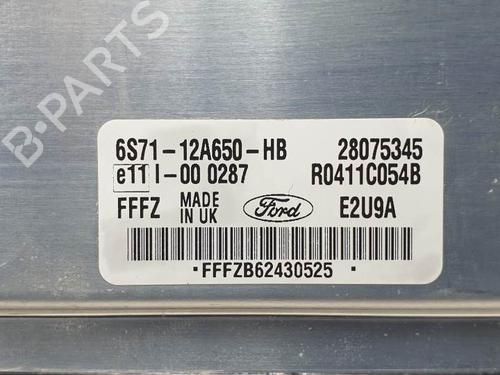 B-PARTS
6S71-12A650-HB 28075345
e11 I-00 0287 R0411C054B
FFFZ MADE IN UK Ford E2U9A
·FFFZB62430525·